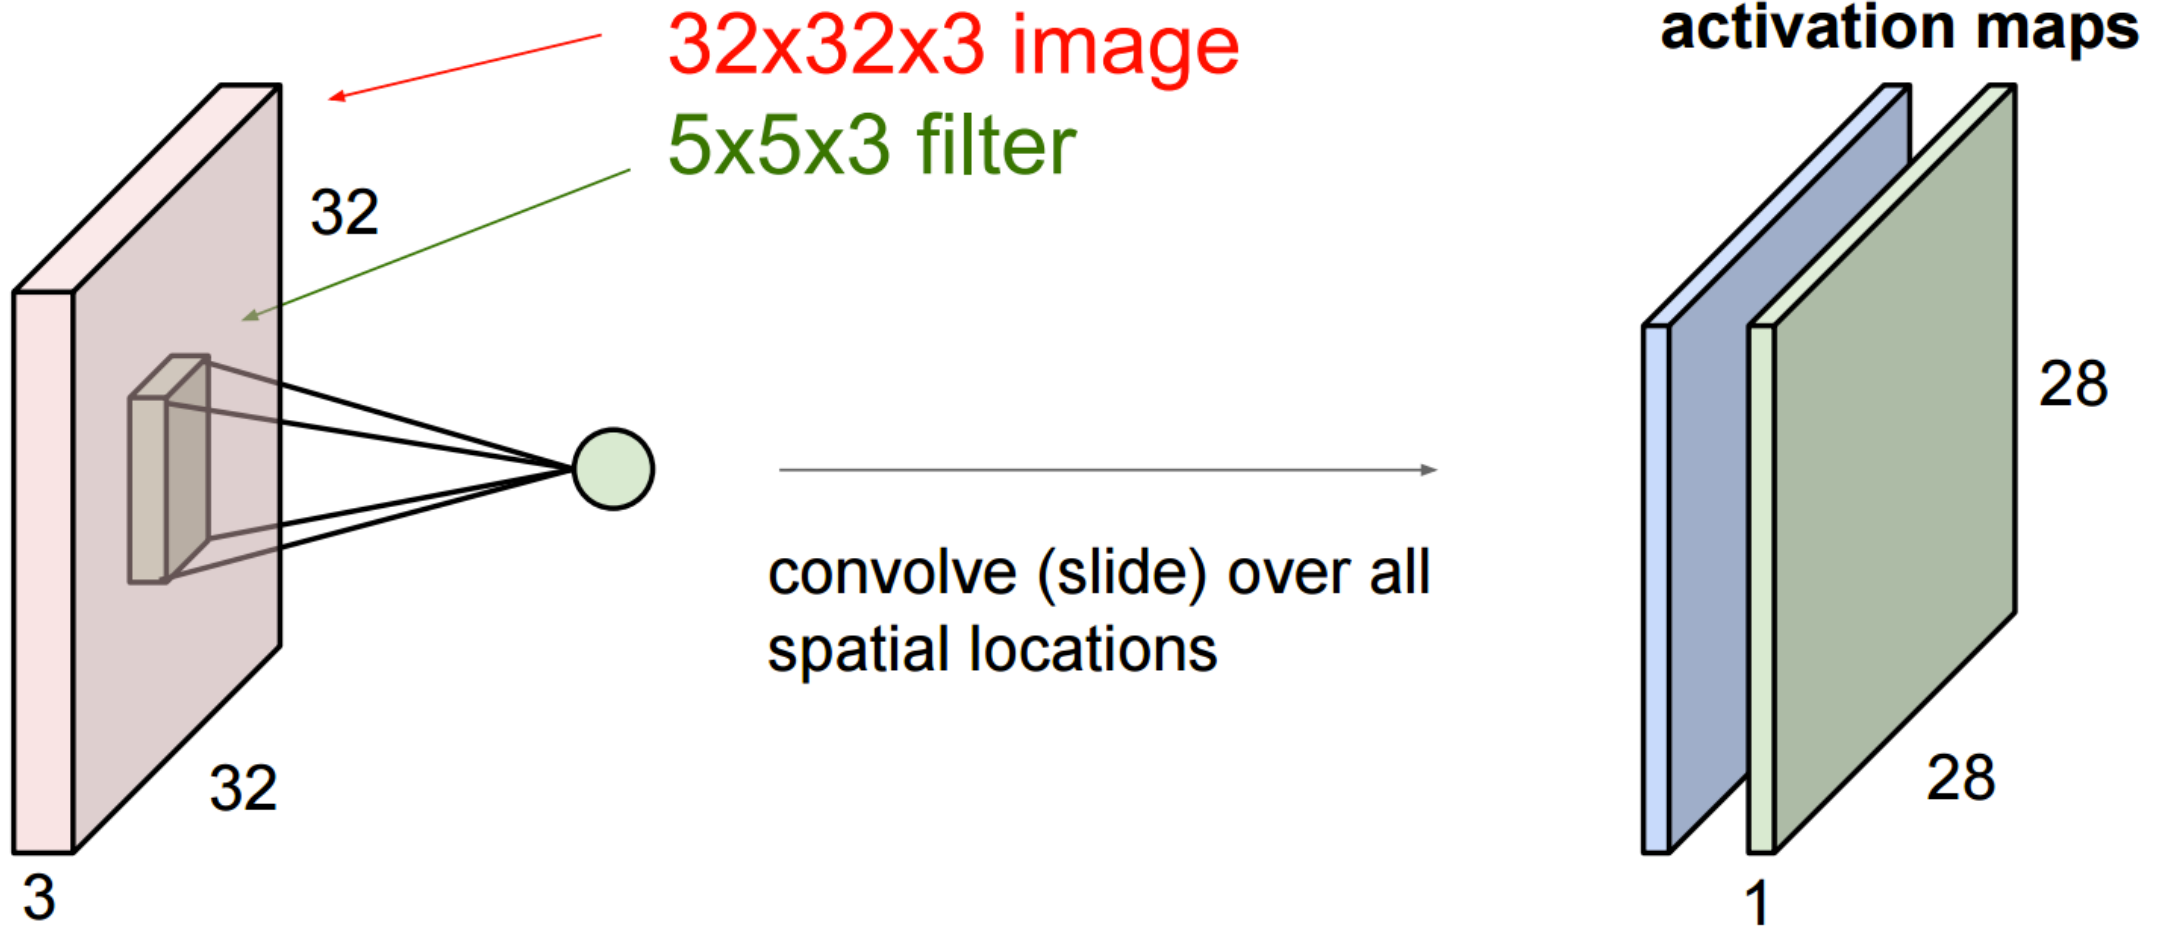 32x32x3 image
5x5x3 filter
activation maps
32
28
convolve (slide) over all
spatial locations
32
28
3
1